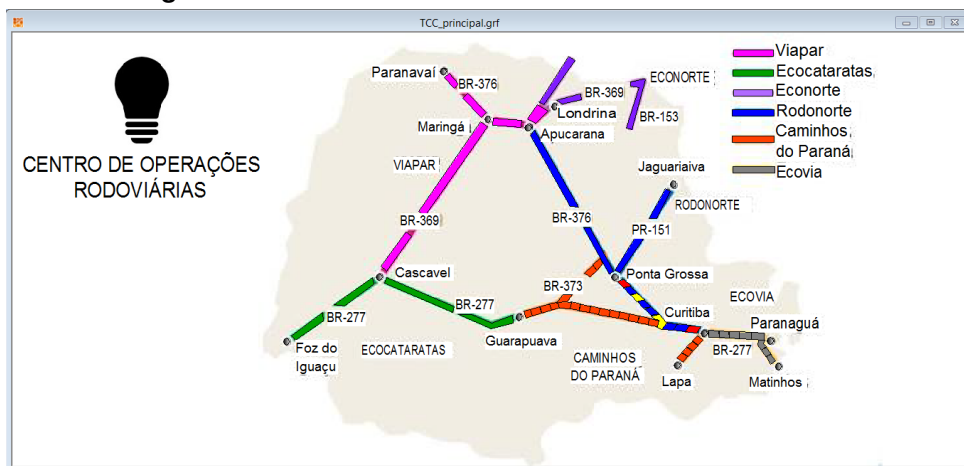 TCC_principal.grf
CENTRO DE OPERAÇÕES
RODOVIÁRIAS
Viapar
Ecocataratas
Econorte
Rodonorte
Caminhos
do Paraná
Ecovia
Paranavaí
BR-376
ECONORTE
BR-369
Londrina
BR-153
Maringá
Apucarana
VIAPAR
Jaguariaiva
RODONORTE
BR-369
BR-376
PR-151
Cascavel
Ponta Grossa
BR-373
ECOVIA
BR-277
BR-277
Curitiba
Paranaguá
Foz do
Iguaçu
ECOCATARATAS
Guarapuava
BR-277
CAMINHOS
DO PARANÁ
Lapa
Matinhos